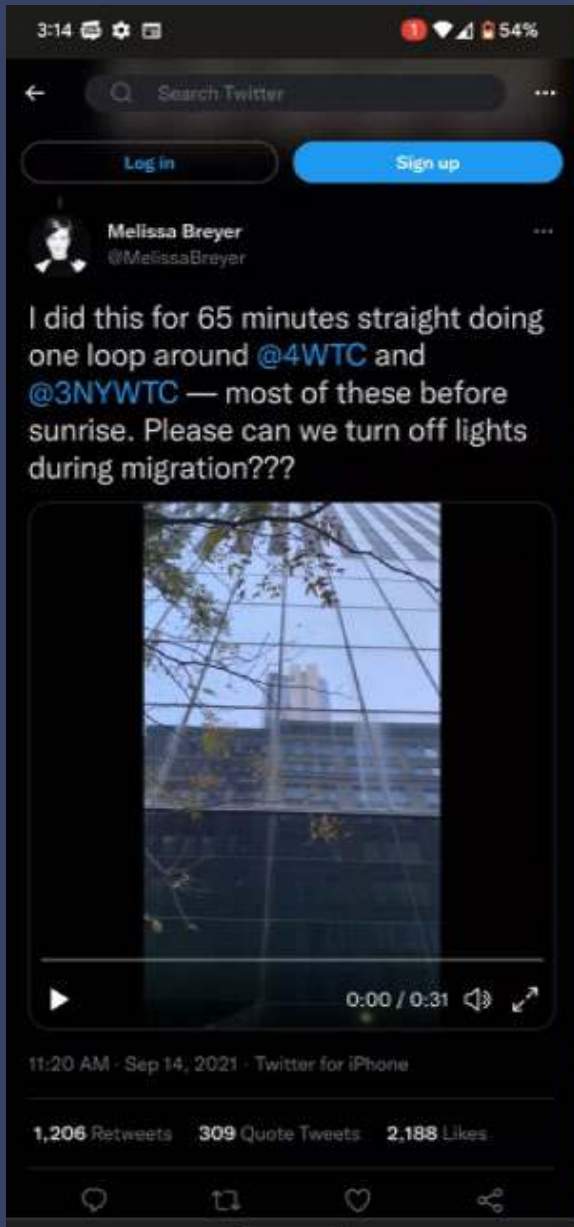 3:14 1 54%
Search Twitter
Log in Sign up
Melissa Breyer
@MelissaBreyer
I did this for 65 minutes straight doing
one loop around @4WTC and
@3NYWTC — most of these before
sunrise. Please can we turn off lights
during migration???
0:00 / 0:31
11:20 AM · Sep 14, 2021 · Twitter for iPhone
1,206 Retweets 309 Quote Tweets 2,188 Likes